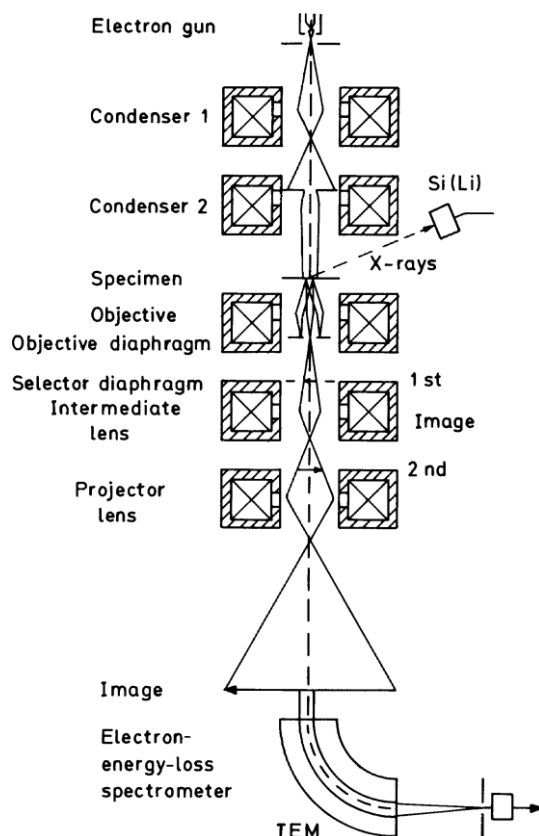 Electron gun
Condenser 1
Si(Li)
Condenser 2
X-rays
Specimen
Objective
Objective diaphragm
Selector diaphragm
1 st
Intermediate
Image
lens
2 nd
Projector
lens
Image
Electron-
energy-loss
spectrometer
TEM